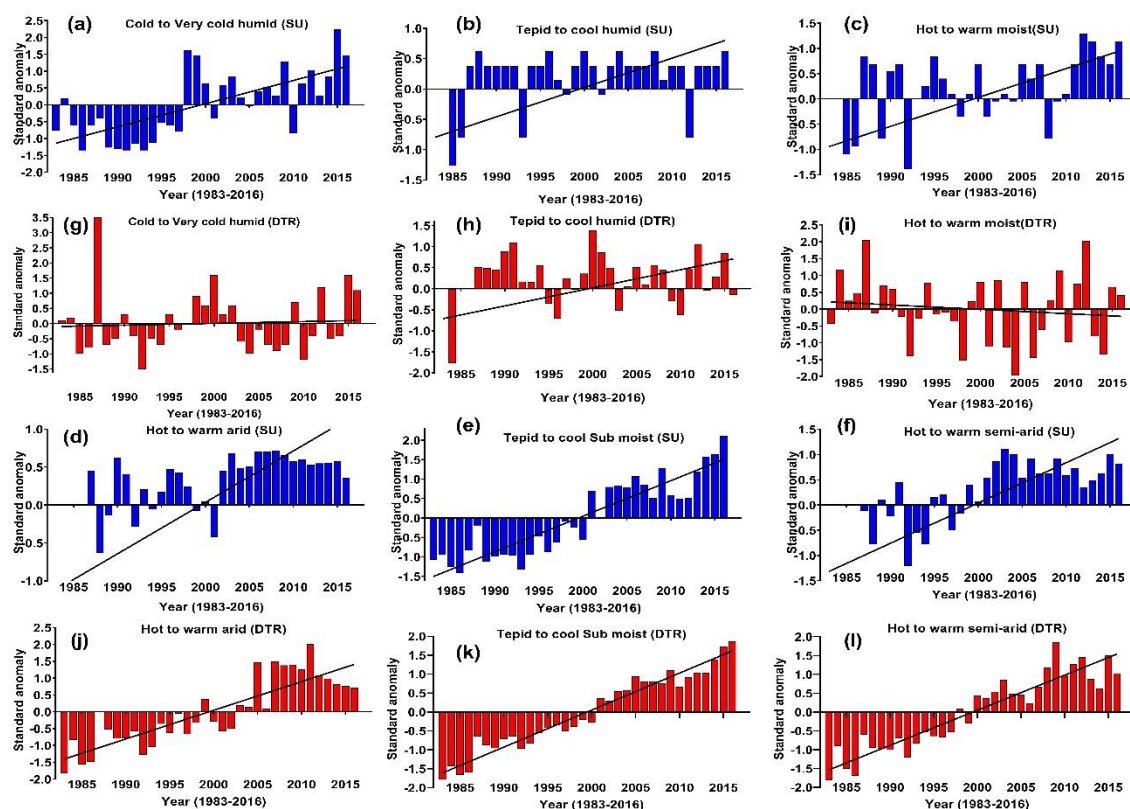 (a) Cold to Very cold humid (SU)
Standard anomaly
2.5
2.0
1.5
1.0
0.5
0.0
-0.5
-1.0
-1.5
-2.0
1985 1990 1995 2000 2005 2010 2015
Year (1983-2016)
(b) Tepid to cool humid (SU)
Standard anomaly
1.0
0.5
0.0
-0.5
-1.0
-1.5
1985 1990 1995 2000 2005 2010 2015
Year (1983-2016)
(c) Hot to warm moist(SU)
Standard anomaly
1.5
1.0
0.5
0.0
-0.5
-1.0
-1.5
1985 1990 1995 2000 2005 2010 2015
Year (1983-2016)
(g) Cold to Very cold humid (DTR)
Standard anomaly
3.5
3.0
2.5
2.0
1.5
1.0
0.5
0.0
-0.5
-1.0
-1.5
1985 1990 1995 2000 2005 2010 2015
Year (1983-2016)
(h) Tepid to cool humid (DTR)
Standard anomaly
1.5
1.0
0.5
0.0
-0.5
-1.0
-1.5
-2.0
1985 1990 1995 2000 2005 2010 2015
Year (1983-2016)
(i) Hot to warm moist(DTR)
Standard anomaly
2.5
2.0
1.5
1.0
0.5
0.0
-0.5
-1.0
-1.5
-2.0
1985 1990 1995 2000 2005 2010 2015
Year (1983-2016)
(d) Hot to warm arid (SU)
Standard anomaly
1.0
0.5
0.0
-0.5
1.0
1985 1990 1995 2000 2005 2010 2015
Year (1983-2016)
(e) Tepid to cool Sub moist (SU)
Standard anomaly
2.0
1.5
1.0
0.5
0.0
-0.5
-1.0
-1.5
1985 1990 1995 2000 2005 2010 2015
Year (1983-2016)
(f) Hot to warm semi-arid (SU)
Standard anomaly
1.5
1.0
0.5
0.0
-0.5
-1.0
-1.5
1985 1990 1995 2000 2005 2010 2015
Year (1983-2016)
(j) Hot to warm arid (DTR)
Standard anomaly
2.5
2.0
1.5
1.0
0.5
0.0
-0.5
-1.0
-1.5
-2.0
1985 1990 1995 2000 2005 2010 2015
Year (1983-2016)
(k) Tepid to cool Sub moist (DTR)
Standard anomaly
2.0
1.5
1.0
0.5
0.0
-0.5
-1.0
-1.5
-2.0
1985 1990 1995 2000 2005 2010 2015
Year (1983-2016)
(l) Hot to warm semi-arid (DTR)
Standard anomaly
2.0
1.5
1.0
0.5
0.0
-0.5
-1.0
-1.5
-2.0
1985 1990 1995 2000 2005 2010 2015
Year (1983-2016)